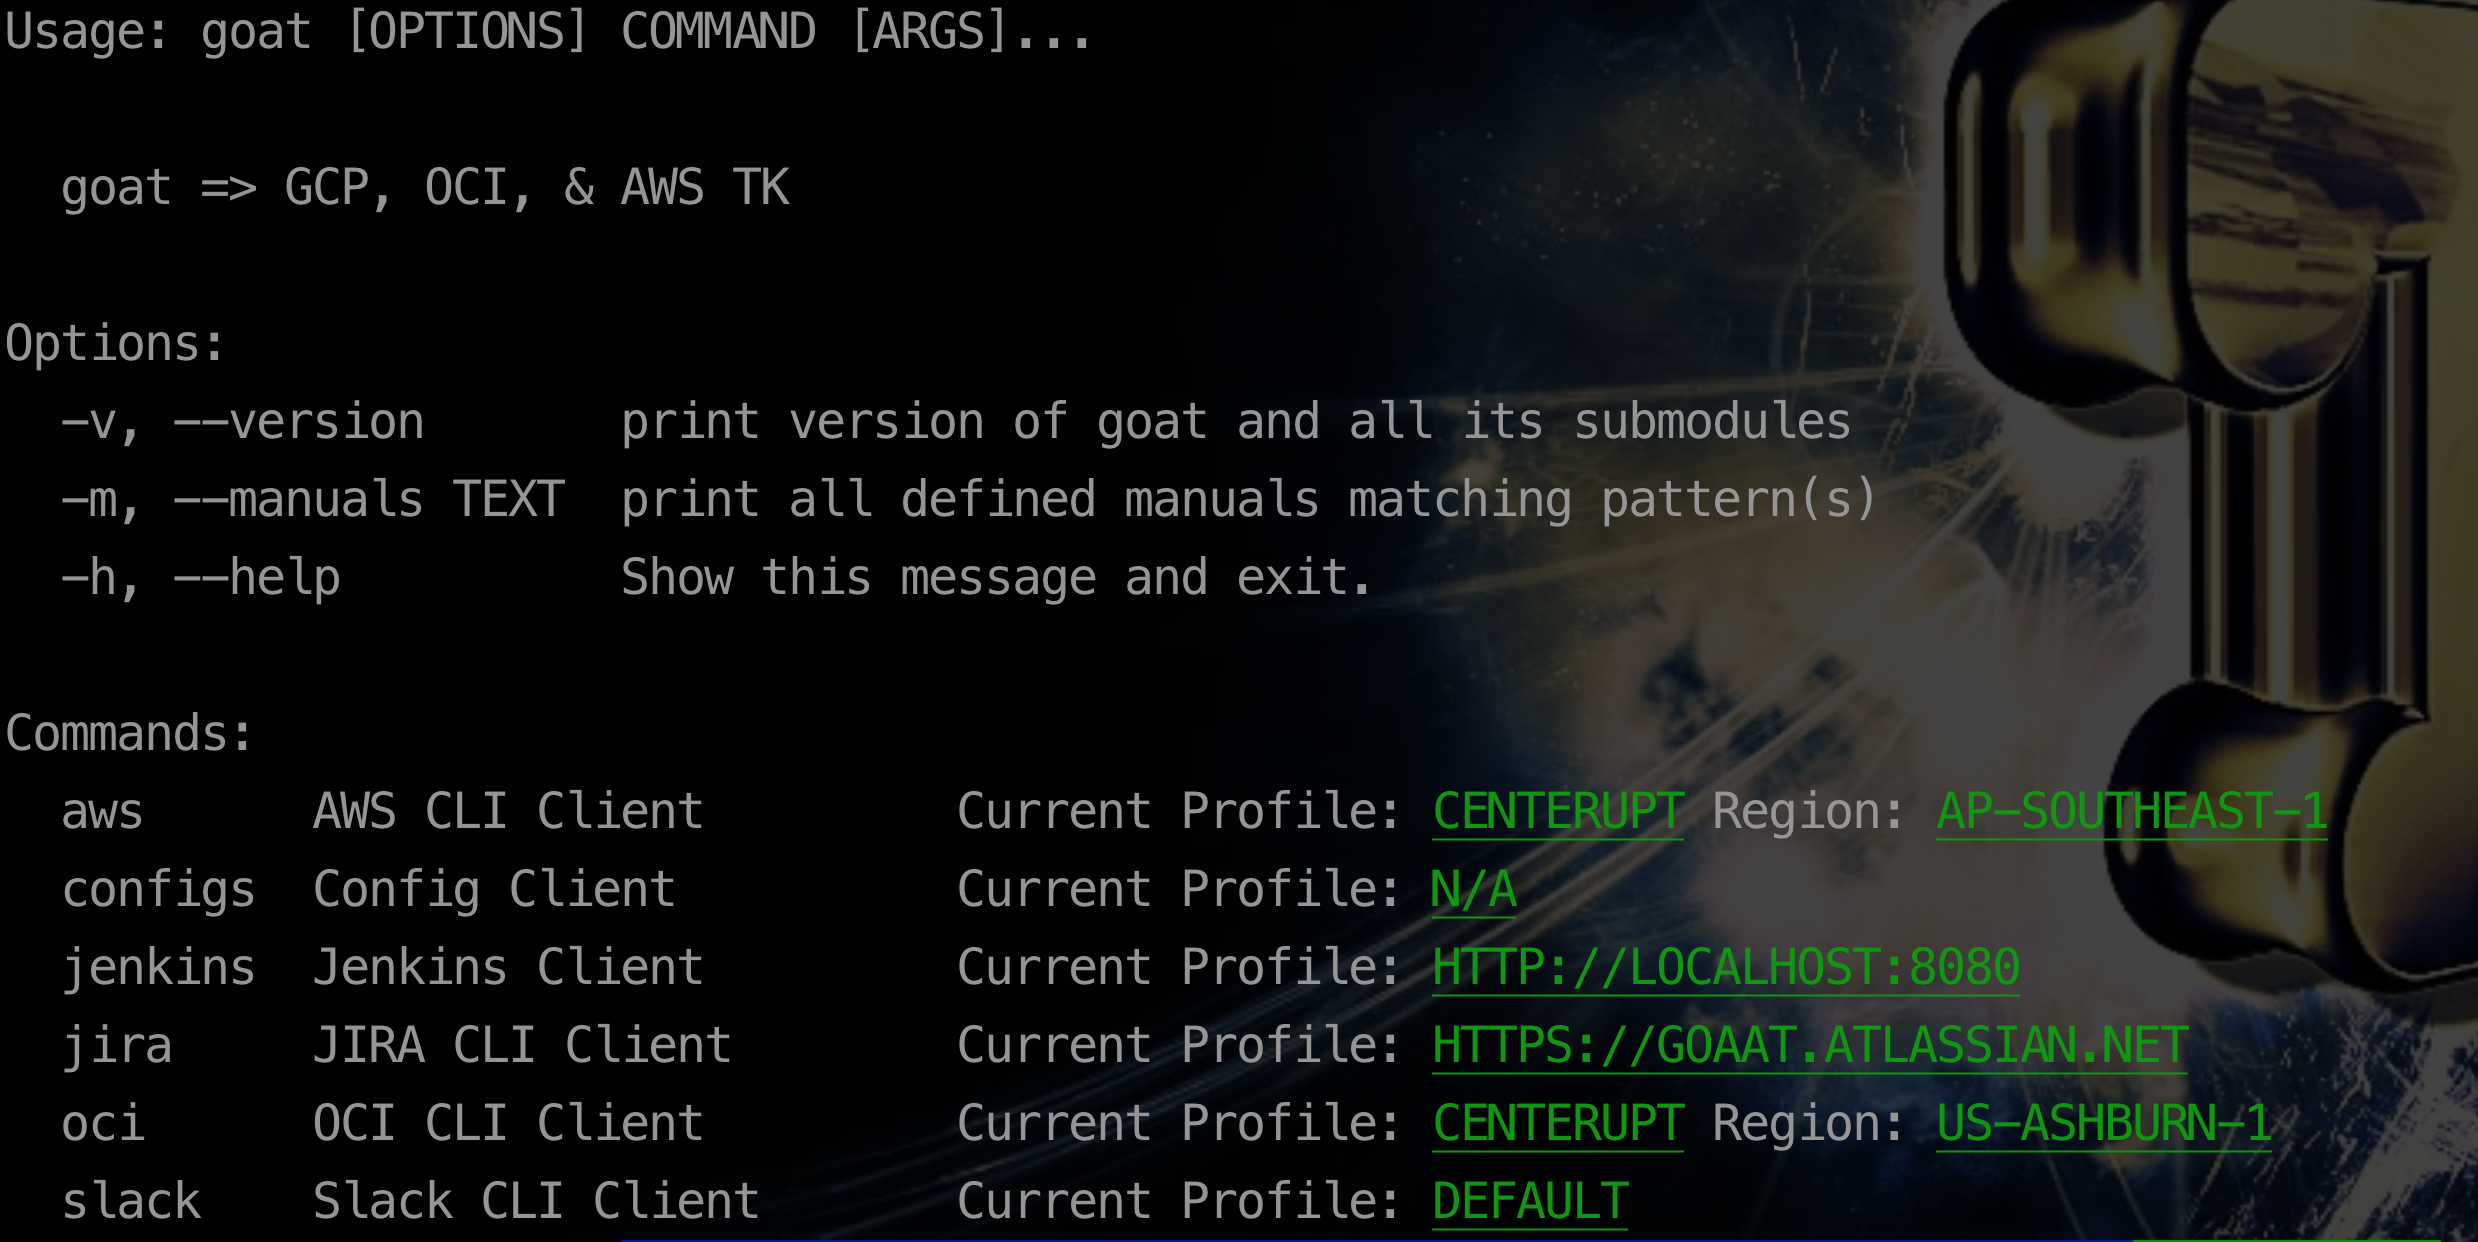 Usage: goat [OPTIONS] COMMAND [ARGS]...
goat => GCP, OCI, & AWS TK
Options:
-v, --version       print version of goat and all its submodules
-m, --manuals TEXT  print all defined manuals matching pattern(s)
-h, --help          Show this message and exit.
Commands:
aws      AWS CLI Client         Current Profile: CENTERUPT Region: AP-SOUTHEAST-1
configs  Config Client          Current Profile: N/A
jenkins  Jenkins Client         Current Profile: HTTP://LOCALHOST:8080
jira     JIRA CLI Client        Current Profile: HTTPS://GOAAT.ATLASSIAN.NET
oci      OCI CLI Client         Current Profile: CENTERUPT Region: US-ASHBURN-1
slack    Slack CLI Client       Current Profile: DEFAULT